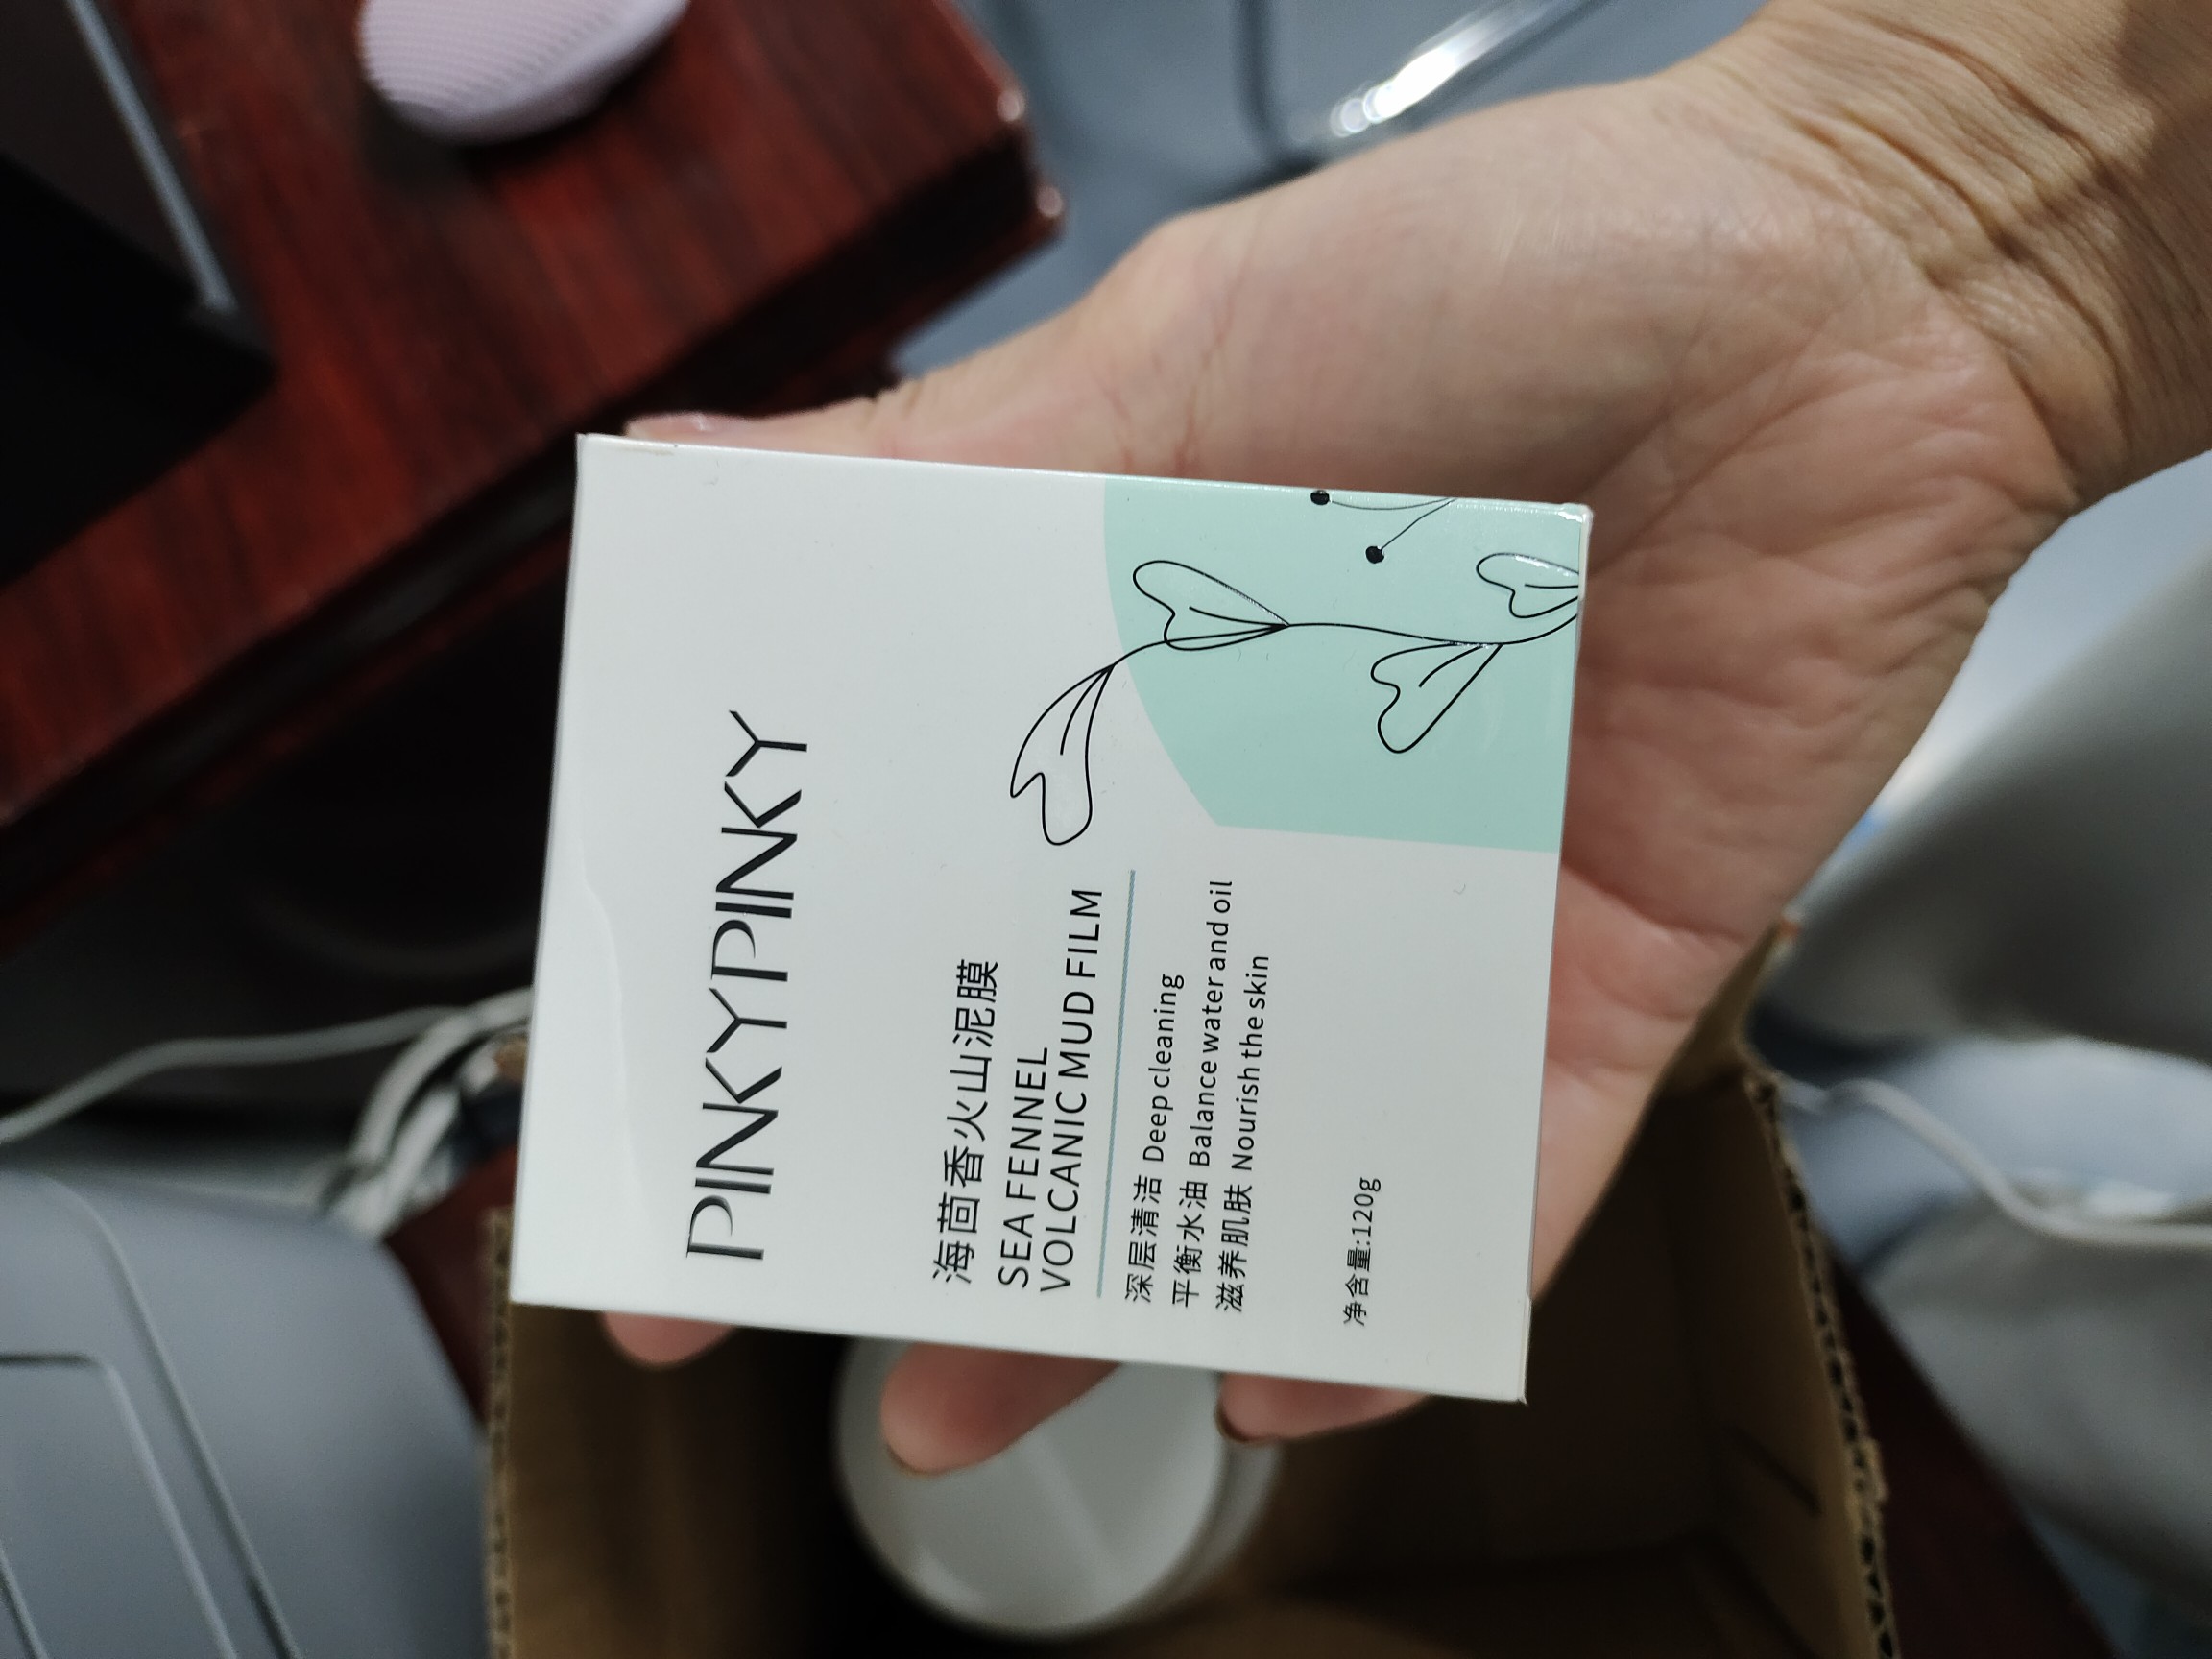 PINKYPINKY
海茴香火山泥膜
SEA FENNEL
VOLCANIC MUD FILM
深层清洁 Deep cleaning
平衡水油 Balance water and oil
滋养肌肤 Nourish the skin
净含量:120g